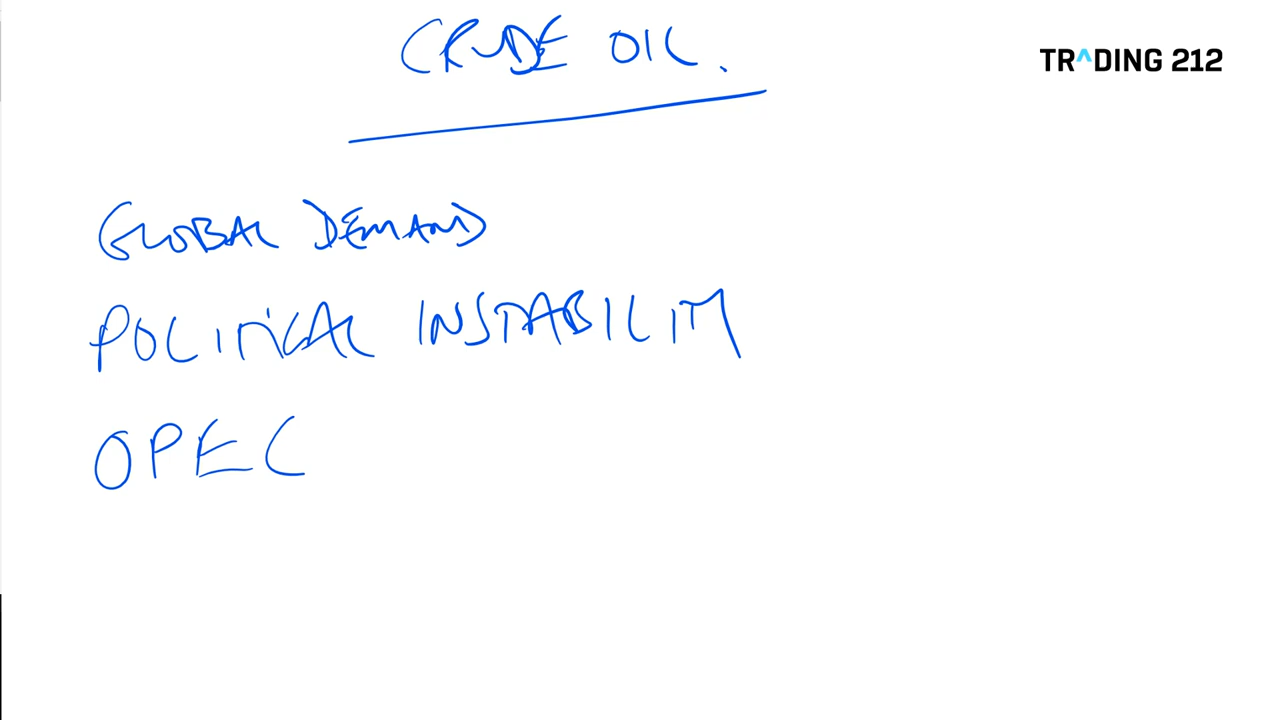 CRUDE OIL.
TRADING 212
GLOBAL DEMAND
POLITICAL INSTABILITY
OPEC